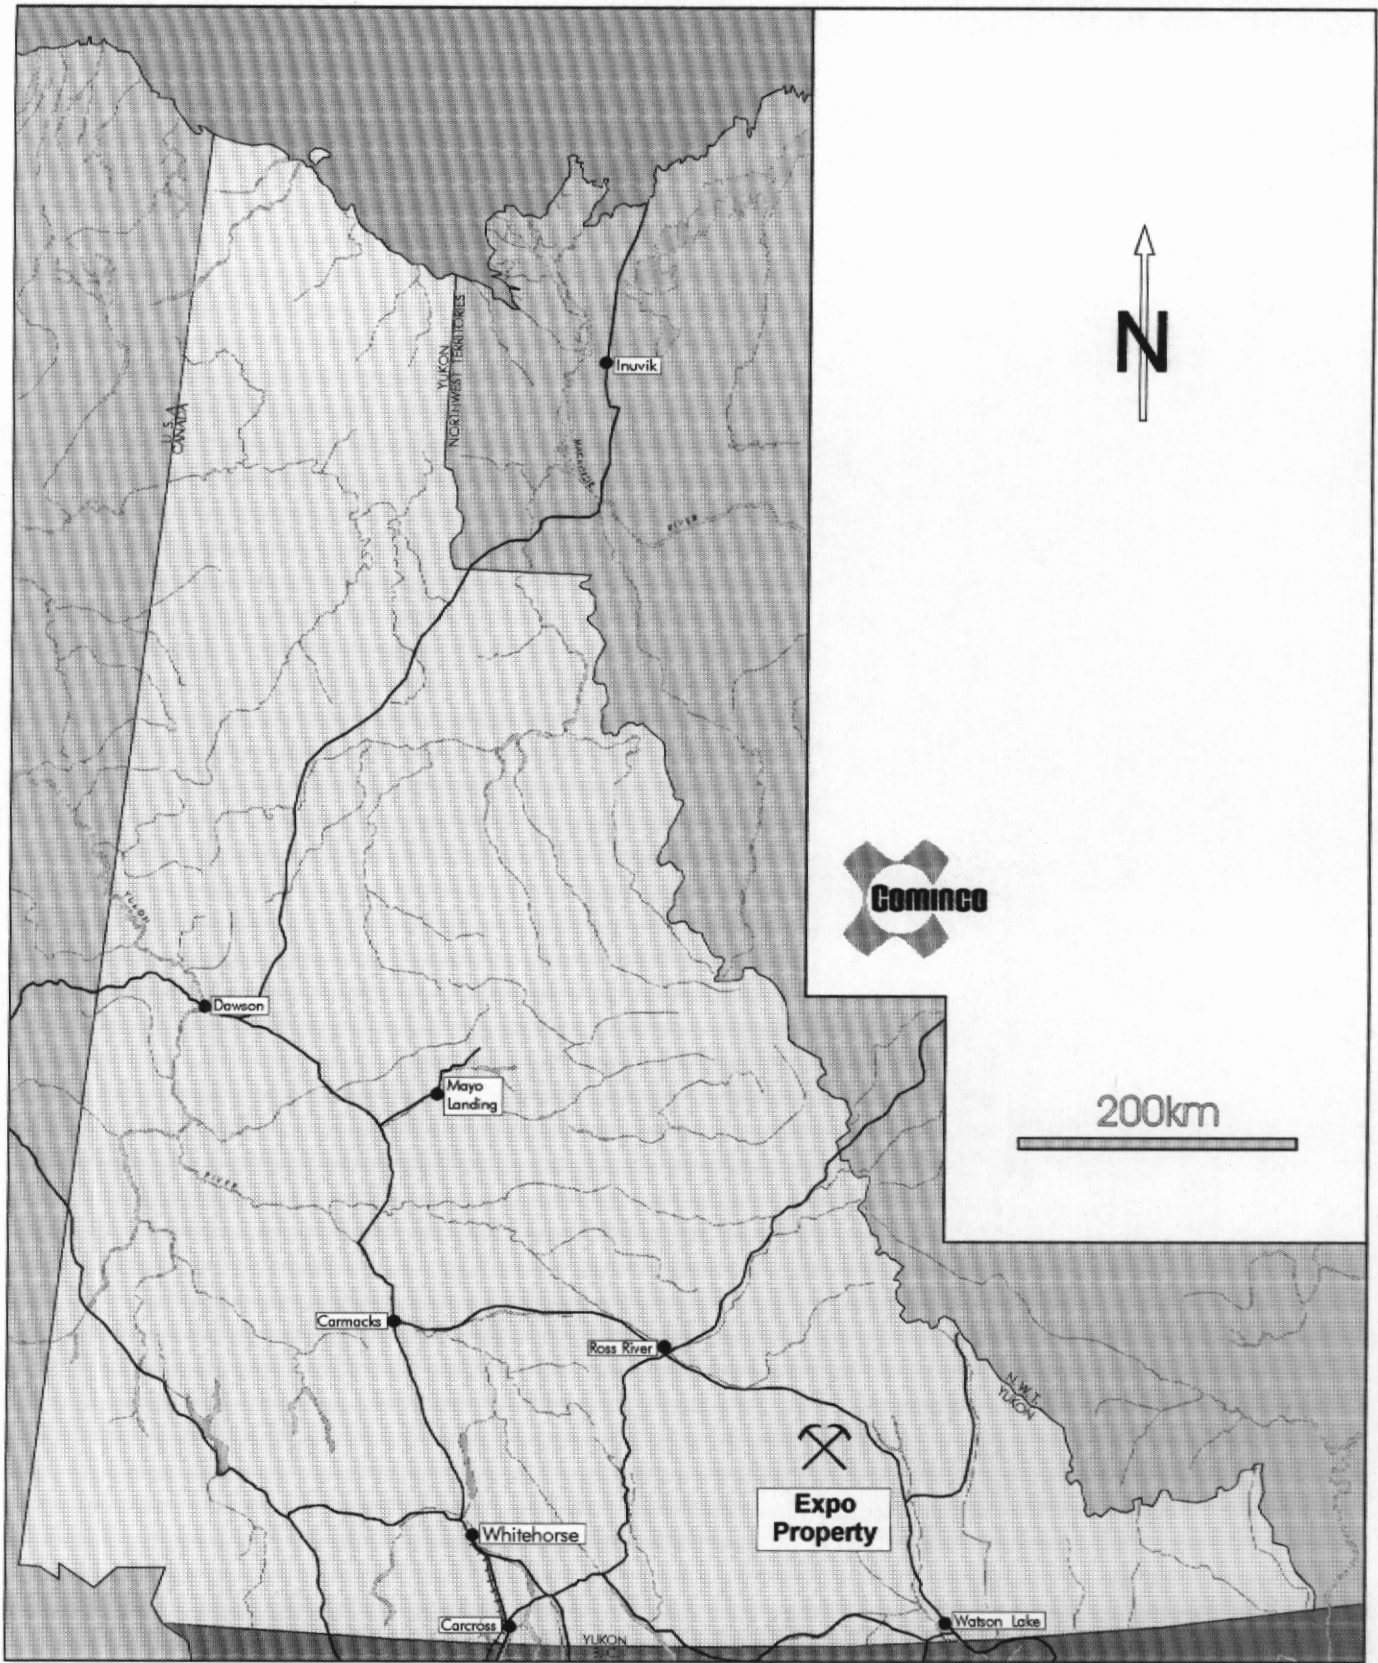 U.S.A.
CANADA
YUKON
NORTHWEST TERRITORIES
Inuvik
MACKENZIE
RIVER
N
YUKON
Cominco
Dawson
Mayo
Landing
200km
RIVER
Carmacks
Ross River
N.W.T.
YUKON
Expo
Property
Whitehorse
Carcross
Watson Lake
YUKON
B.C.